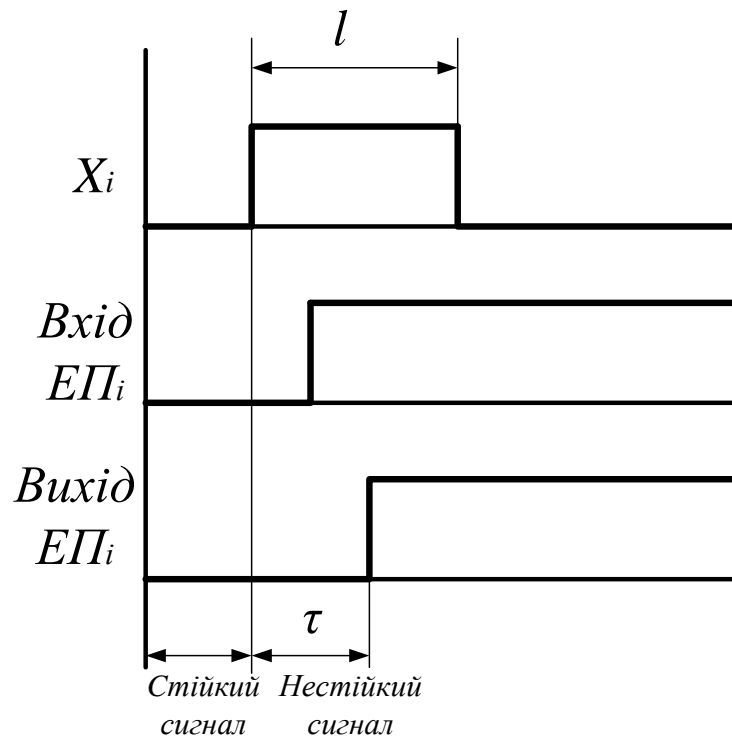 l
Xi
Вхід
ЕПi
Вихід
ЕПi
τ
Стійкий
сигнал
Нестійкий
сигнал